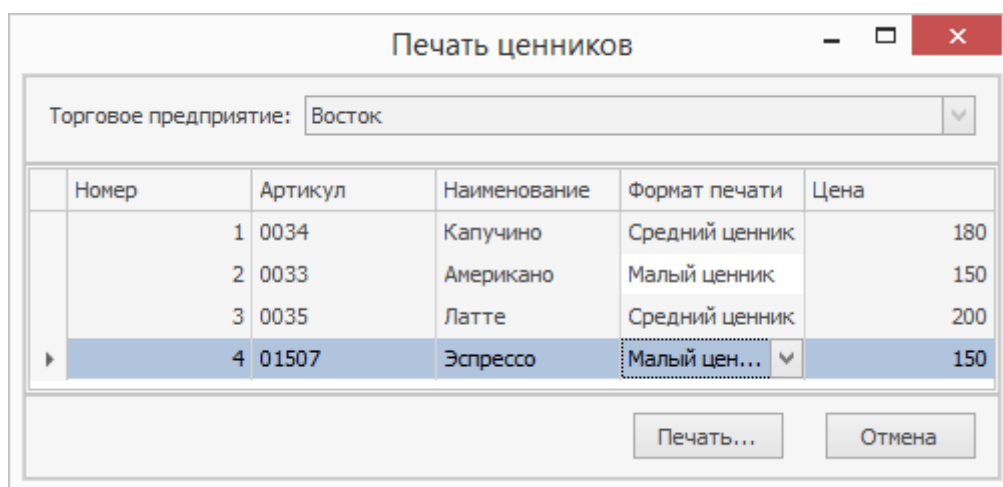 Печать ценников
Торговое предприятие: Восток
Номер Артикул Наименование Формат печати Цена
1 0034 Капучино Средний ценник 180
2 0033 Американо Малый ценник 150
3 0035 Латте Средний ценник 200
4 01507 Эспрессо Малый цен... 150
Печать... Отмена